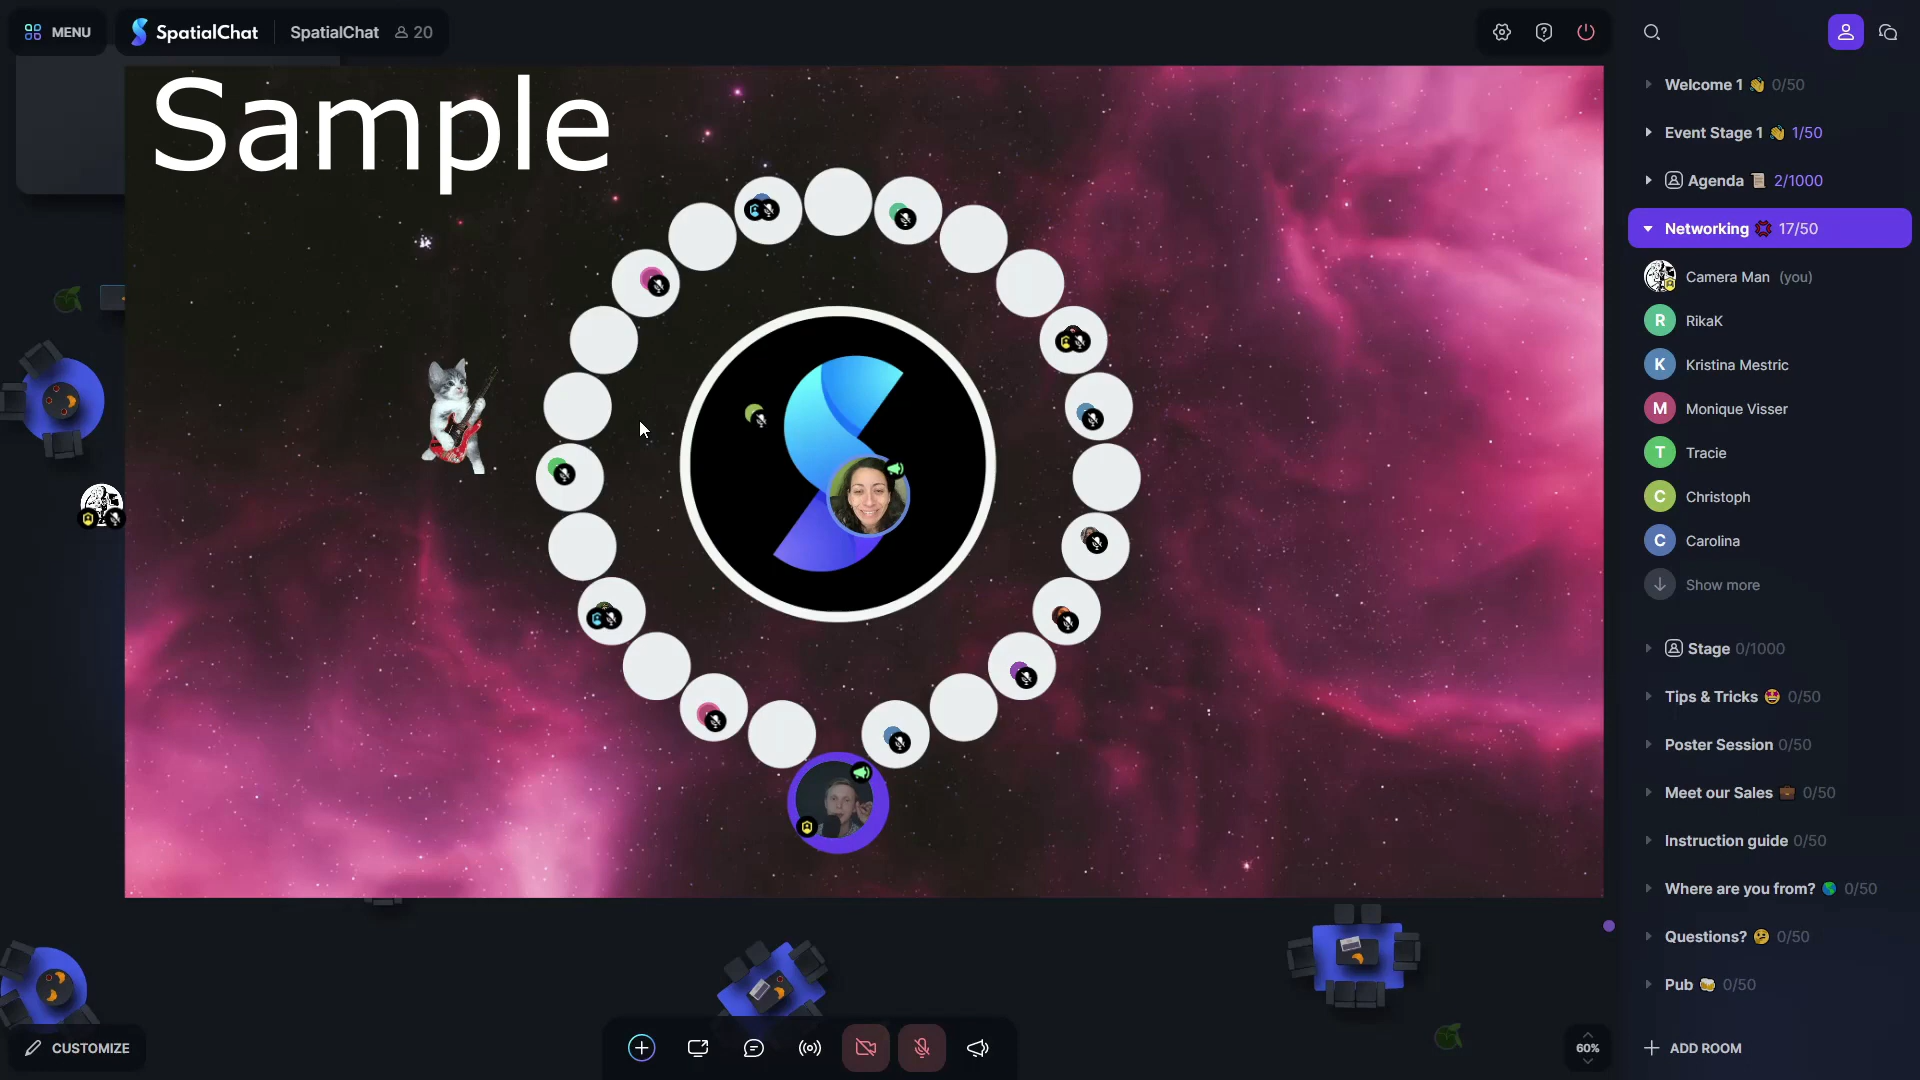 MENU
SpatialChat
SpatialChat 20
Sample
Welcome 1 👋 0/50
Event Stage 1 👋 1/50
Agenda 📜 2/1000
Networking 💢 17/50
Camera Man (you)
R RikaK
K Kristina Mestric
M Monique Visser
T Tracie
C Christoph
C Carolina
Show more
Stage 0/1000
Tips & Tricks 🤩 0/50
Poster Session 0/50
Meet our Sales 💼 0/50
Instruction guide 0/50
Where are you from? 🌎 0/50
Questions? 🤔 0/50
Pub 🍻 0/50
CUSTOMIZE
60%
ADD ROOM